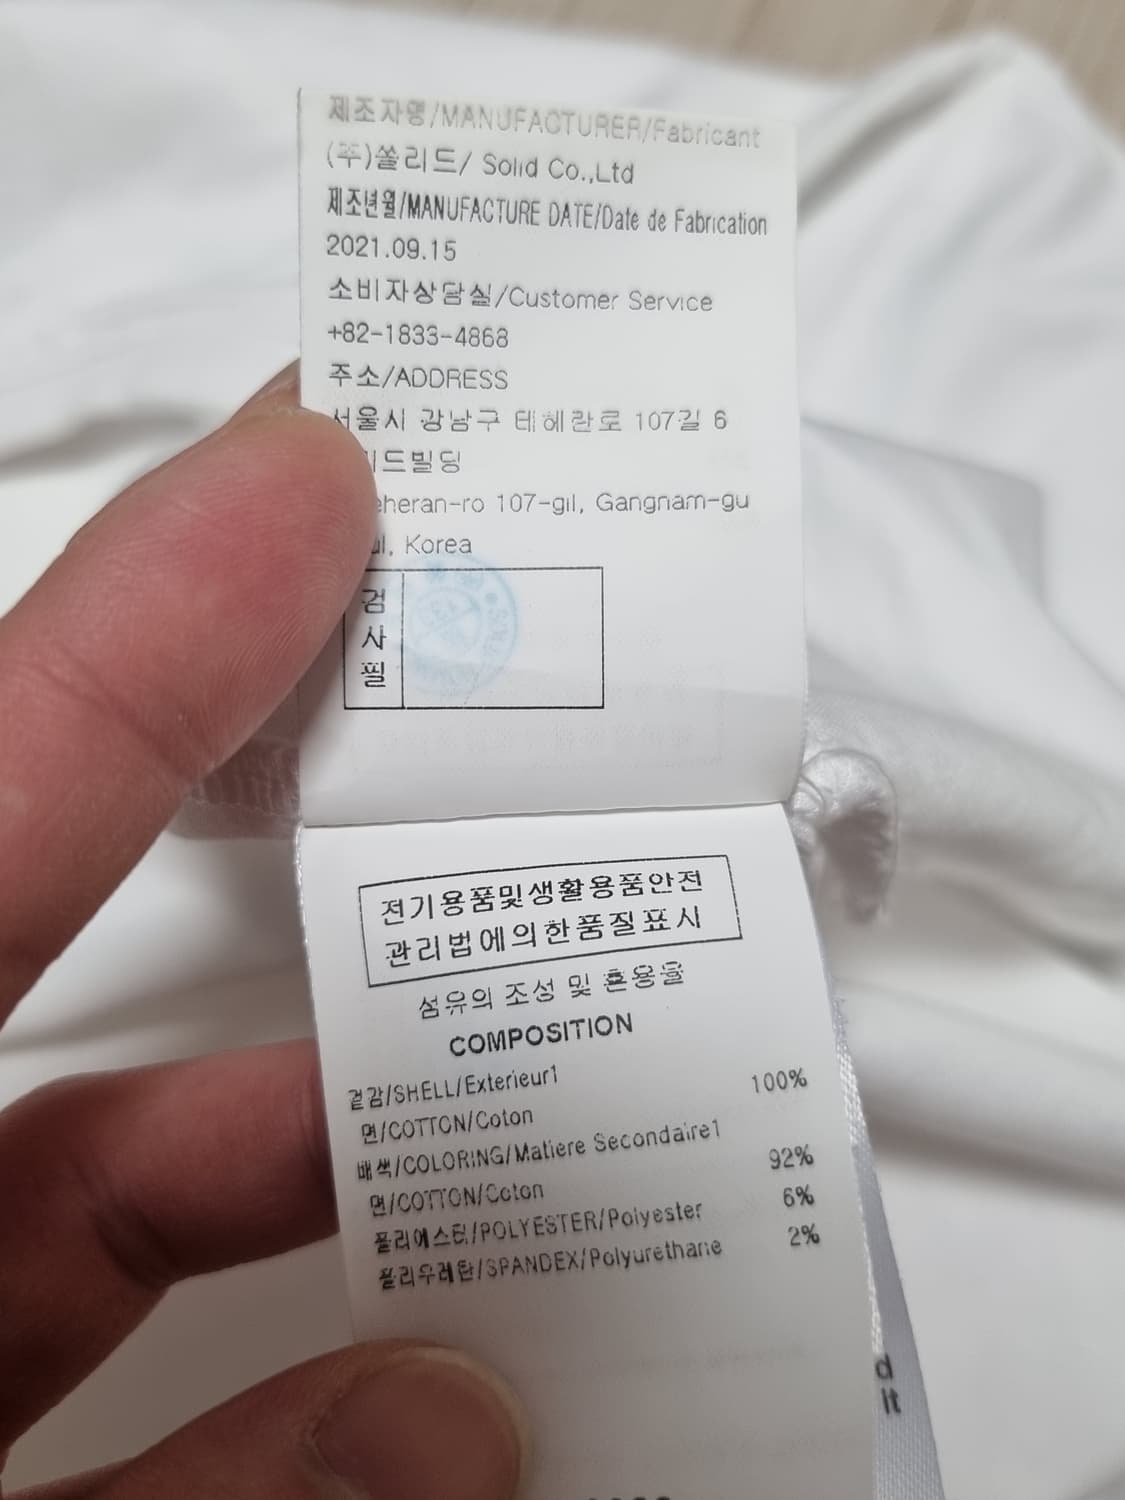 제조자명/MANUFACTURER/Fabricant
(주)쏠리드/ Solid Co.,Ltd
제조년월/MANUFACTURE DATE/Date de Fabrication
2021.09.15
소비자상담실/Customer Service
+82-1833-4868
주소/ADDRESS
서울시 강남구 테헤란로 107길 6
드빌딩
107-gil, Gangnam-gu
Korea
검
사
필
전기용품및생활용품안전
관리법에의한품질표시
섬유의 조성 및 혼용율
COMPOSITION
겉감/SHELL/Exterieur1 100%
면/COTTON/Coton
배색/COLORING/Matiere Secondaire1
면/COTTON/Coton 92%
폴리에스터/POLYESTER/Polyester 6%
폴리우레탄/SPANDEX/Polyurethane 2%